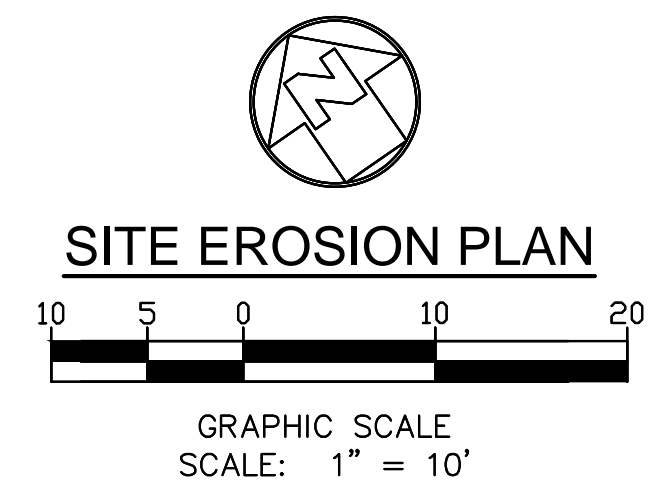 N
SITE EROSION PLAN
10 5 0 10 20
GRAPHIC SCALE
SCALE: 1” = 10’